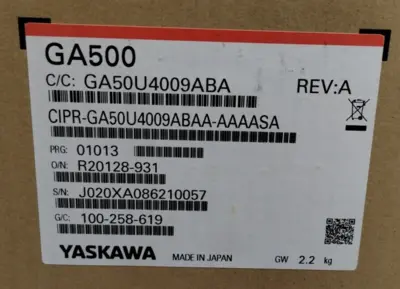 GA500
C/C: GA50U4009ABA REV:A
CIPR-GA50U4009ABAA-AAAASA
PRG: 01013
O/N: R20128-931
S/N: J020XA086210057
G/C: 100-258-619
YASKAWA MADE IN JAPAN GW 2.2 kg